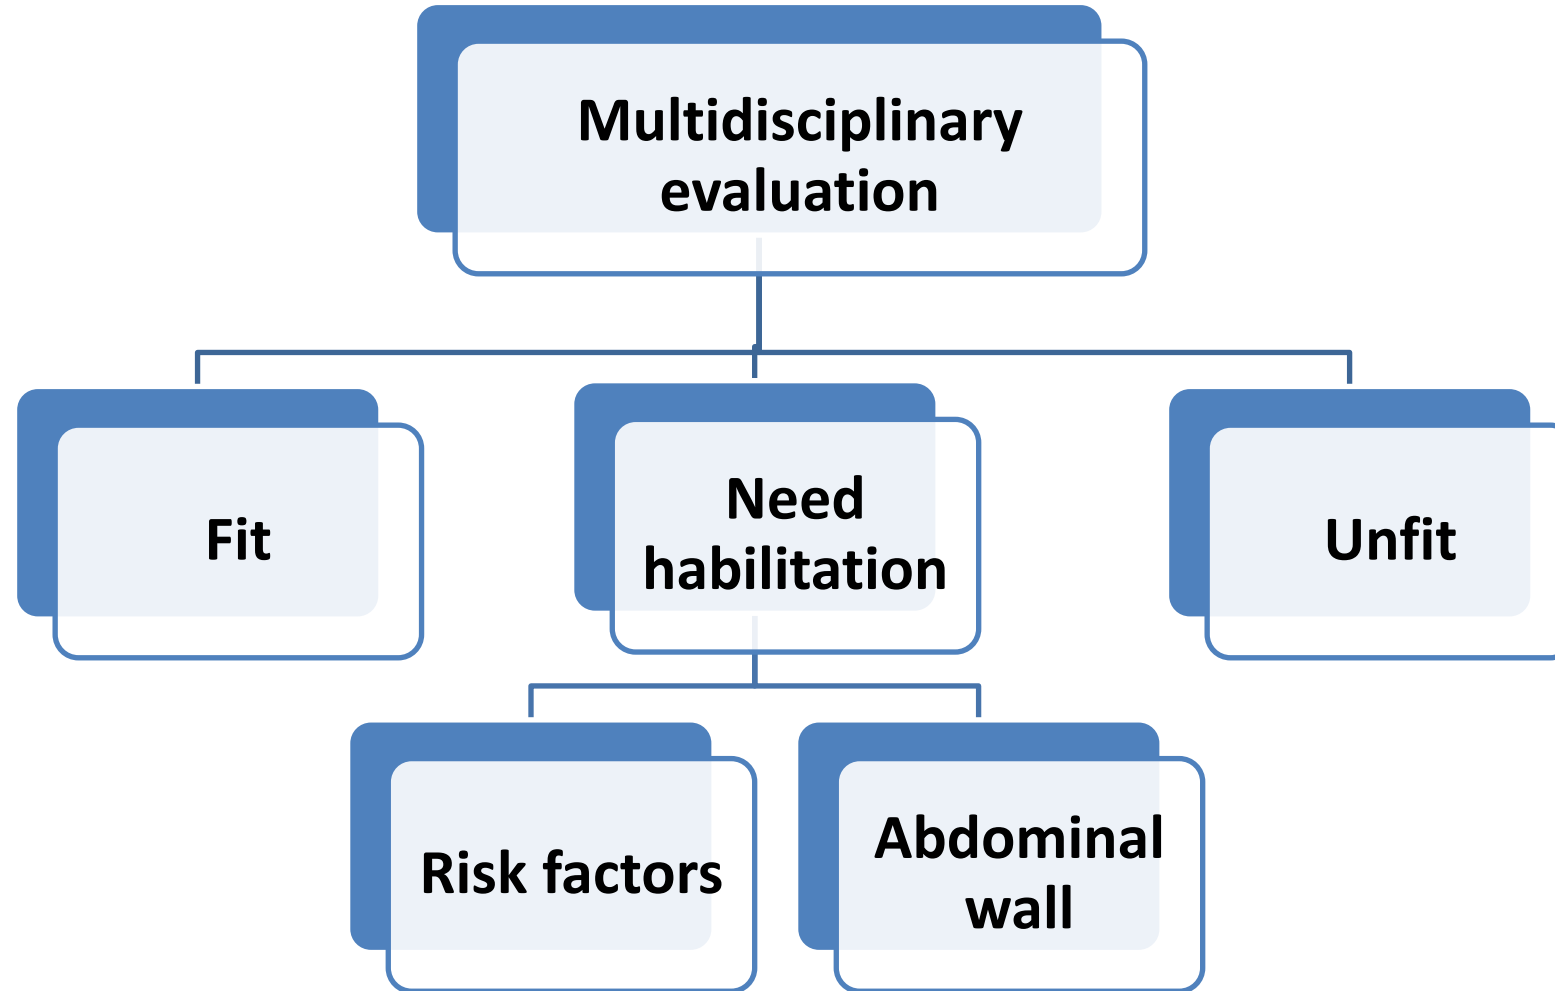 Multidisciplinary
evaluation
Fit
Need
habilitation
Unfit
Risk factors
Abdominal
wall